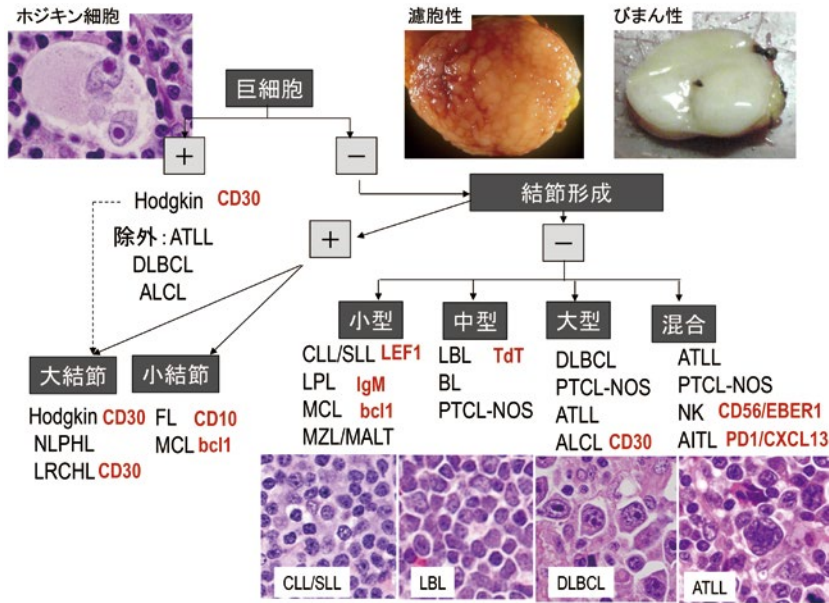 ホジキン細胞
濾胞性
びまん性
巨細胞
+
−
Hodgkin CD30
除外:ATLL
DLBCL
ALCL
結節形成
+
−
大結節
Hodgkin CD30
NLPHL
LRCHL CD30
小結節
FL CD10
MCL bcl1
小型
CLL/SLL LEF1
LPL IgM
MCL bcl1
MZL/MALT
中型
LBL TdT
BL
PTCL-NOS
大型
DLBCL
PTCL-NOS
ATLL
ALCL CD30
混合
ATLL
PTCL-NOS
NK CD56/EBER1
AITL PD1/CXCL13
CLL/SLL
LBL
DLBCL
ATLL